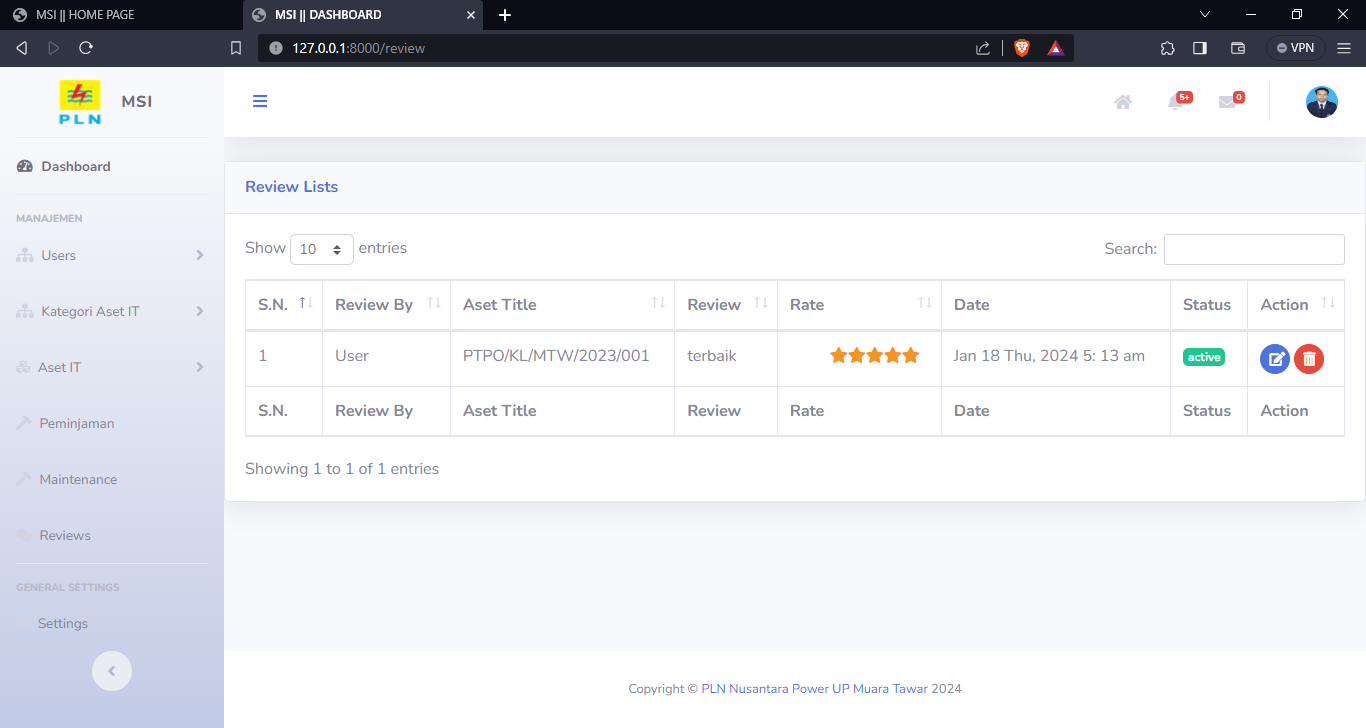 MSI || HOME PAGE
MSI || DASHBOARD
127.0.0.1:8000/review
VPN
PLN
MSI
5+
0
Dashboard
MANAJEMEN
Users
Kategori Aset IT
Aset IT
Peminjaman
Maintenance
Reviews
GENERAL SETTINGS
Settings
Review Lists
Show 10 entries
Search:
S.N. Review By Aset Title Review Rate Date Status Action
1 User PTPO/KL/MTW/2023/001 terbaik Jan 18 Thu, 2024 5: 13 am active
S.N. Review By Aset Title Review Rate Date Status Action
Showing 1 to 1 of 1 entries
Copyright © PLN Nusantara Power UP Muara Tawar 2024